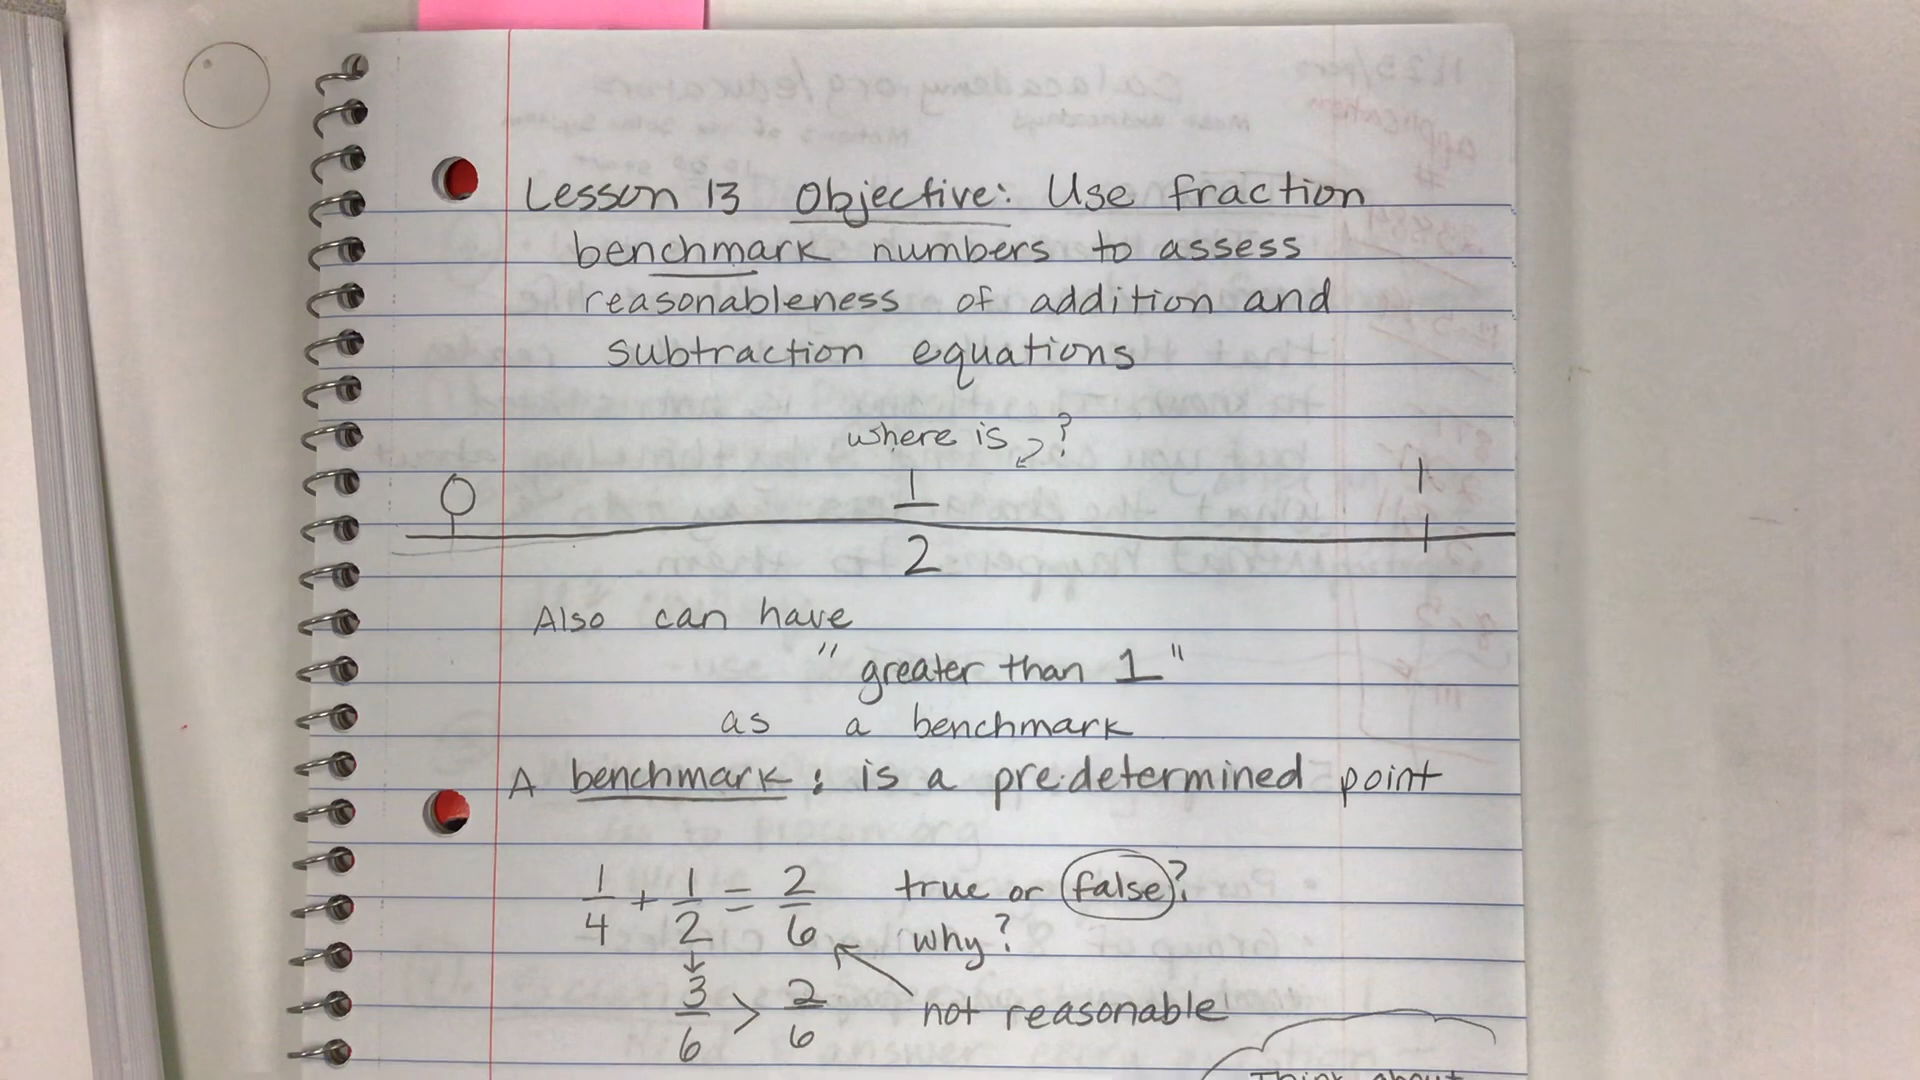 Lesson 13 Objective: Use fraction
benchmark numbers to assess
reasonableness of addition and
subtraction equations
where is ?
0 1/2 1
Also can have
"greater than 1"
as a benchmark
A benchmark: is a predetermined point
1/4 + 1/2 = 2/6 true or false?
why?
3/6 > 2/6 not reasonable
Think about